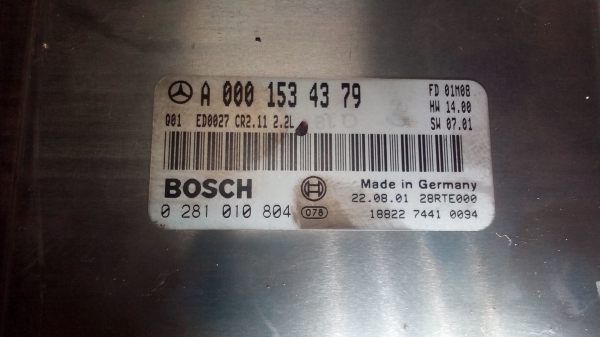 A 000 153 43 79
FD 01M08
HW 14.00
Q01 ED0027 CR2.11 2.2L
SW 07.01
BOSCH
Made in Germany
22.08.01 28RTE000
0 281 010 804 078
18822 7441 0094